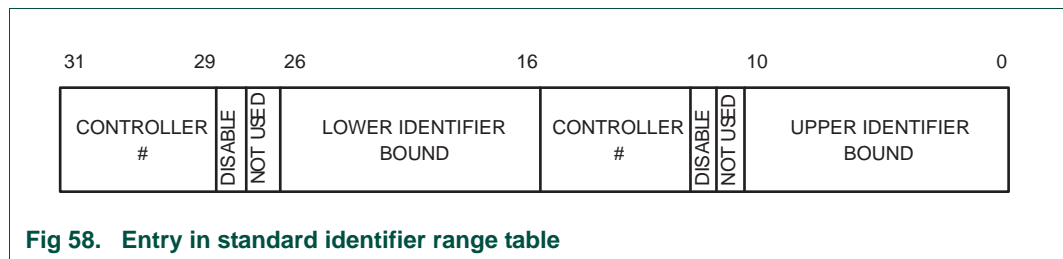 31 29 26 16 10 0
CONTROLLER
#
DISABLE
NOT USED
LOWER IDENTIFIER
BOUND
CONTROLLER
#
DISABLE
NOT USED
UPPER IDENTIFIER
BOUND
Fig 58. Entry in standard identifier range table